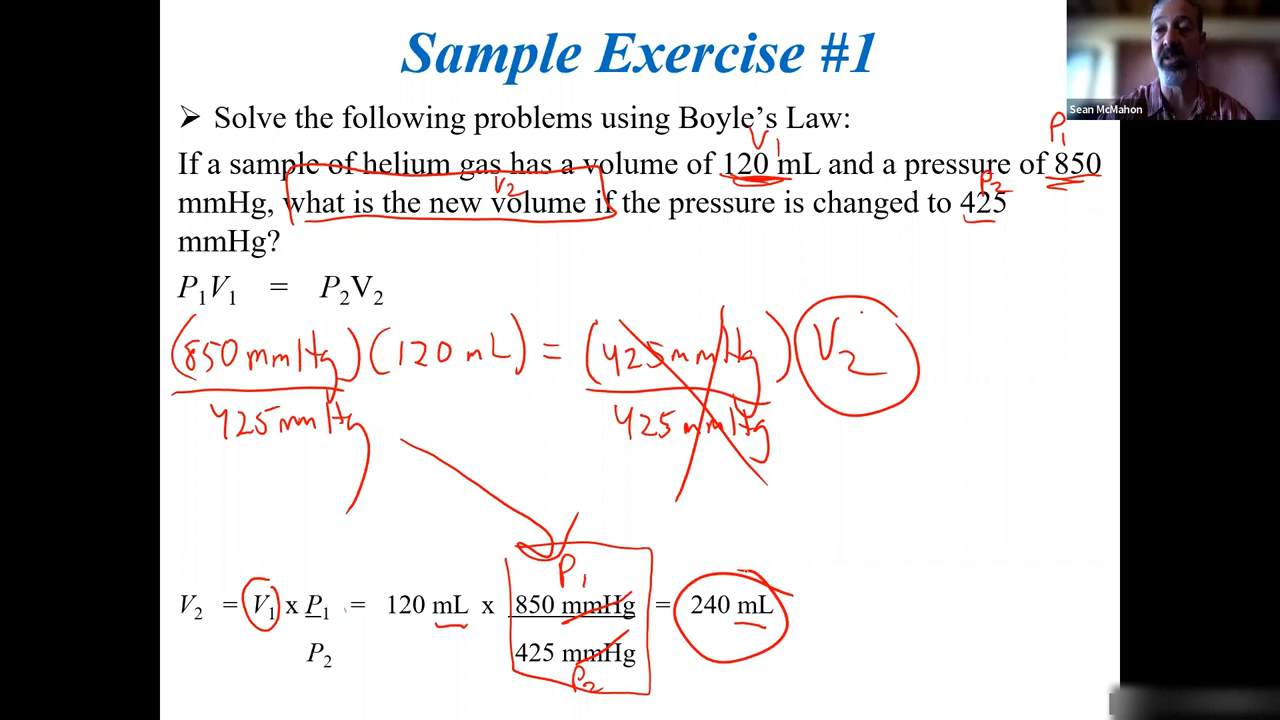 Sample Exercise #1
Sean McMahon
➤ Solve the following problems using Boyle's Law:
V1 P1
If a sample of helium gas has a volume of 120 mL and a pressure of 850
V2 P2
mmHg, what is the new volume if the pressure is changed to 425
mmHg?
P₁V₁ = P₂V₂
(850 mmHg)(120 mL) = (425 mmHg) V2
425 mmHg 425 mmHg
P1
V₂ = V₁ x P₁ = 120 mL x 850 mmHg = 240 mL
P₂ 425 mmHg
P2